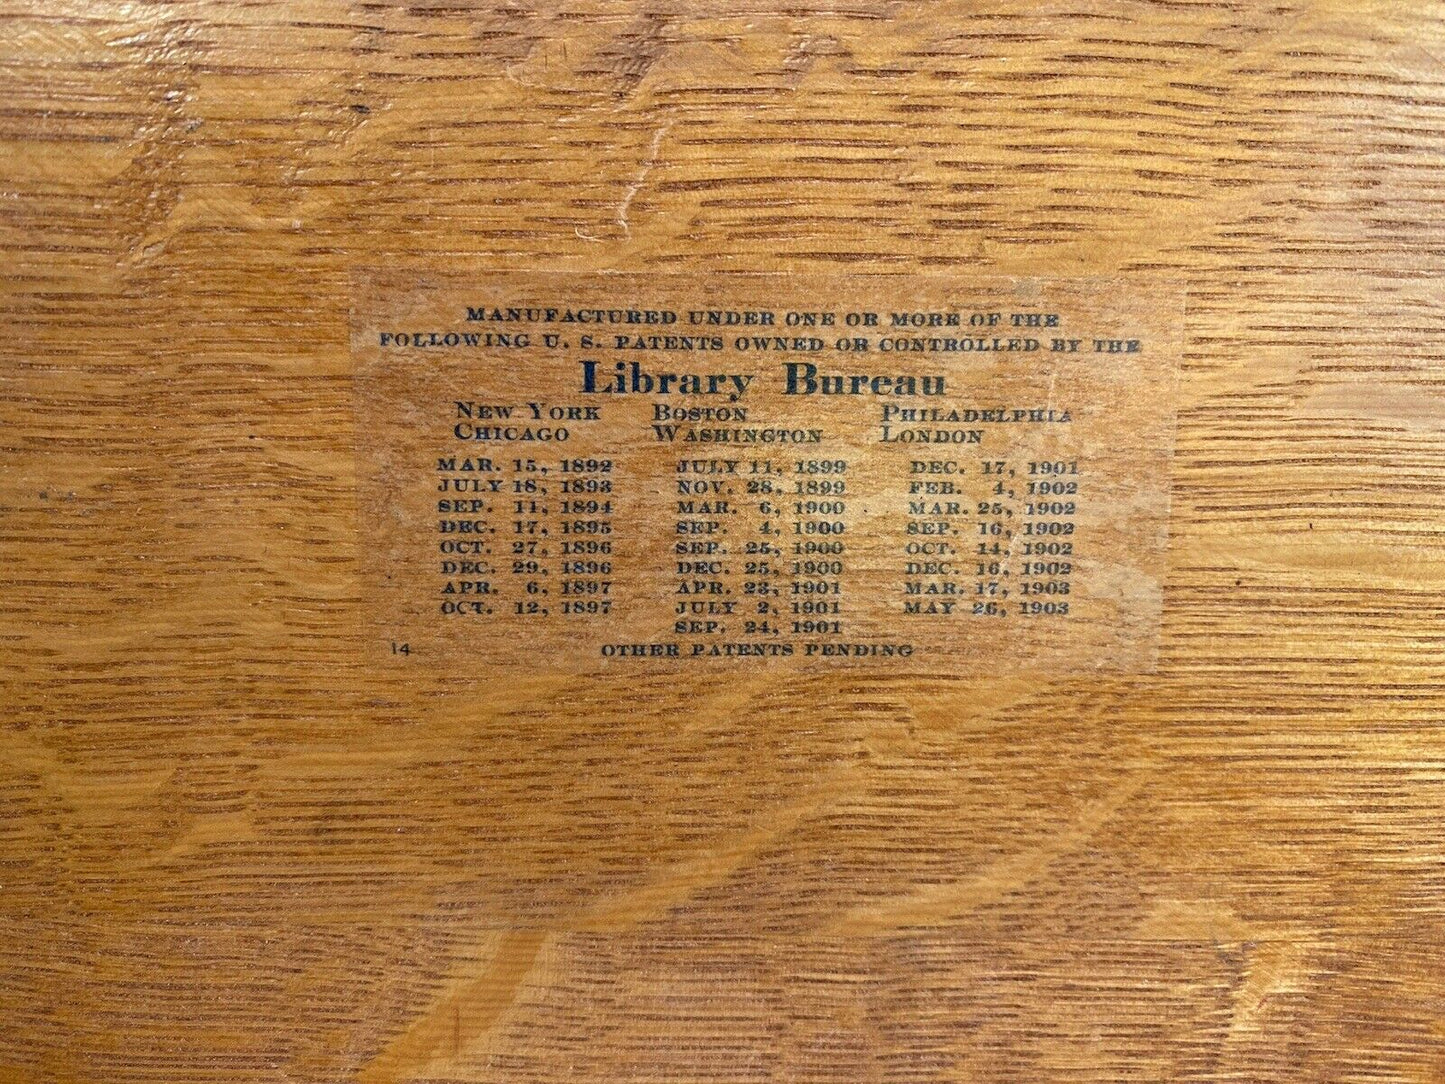 MANUFACTURED UNDER ONE OR MORE OF THE
FOLLOWING U. S. PATENTS OWNED OR CONTROLLED BY THE
Library Bureau
NEW YORK BOSTON PHILADELPHIA
CHICAGO WASHINGTON LONDON
MAR. 15, 1892 JULY 11, 1899 DEC. 17, 1901
JULY 18, 1893 NOV. 28, 1899 FEB. 4, 1902
SEP. 11, 1894 MAR. 6, 1900 MAR. 25, 1902
DEC. 17, 1895 SEP. 4, 1900 SEP. 16, 1902
OCT. 27, 1896 SEP. 25, 1900 OCT. 14, 1902
DEC. 29, 1896 DEC. 25, 1900 DEC. 16, 1902
APR. 6, 1897 APR. 23, 1901 MAR. 17, 1903
OCT. 12, 1897 JULY 2, 1901 MAY 26, 1903
SEP. 24, 1901
14 OTHER PATENTS PENDING